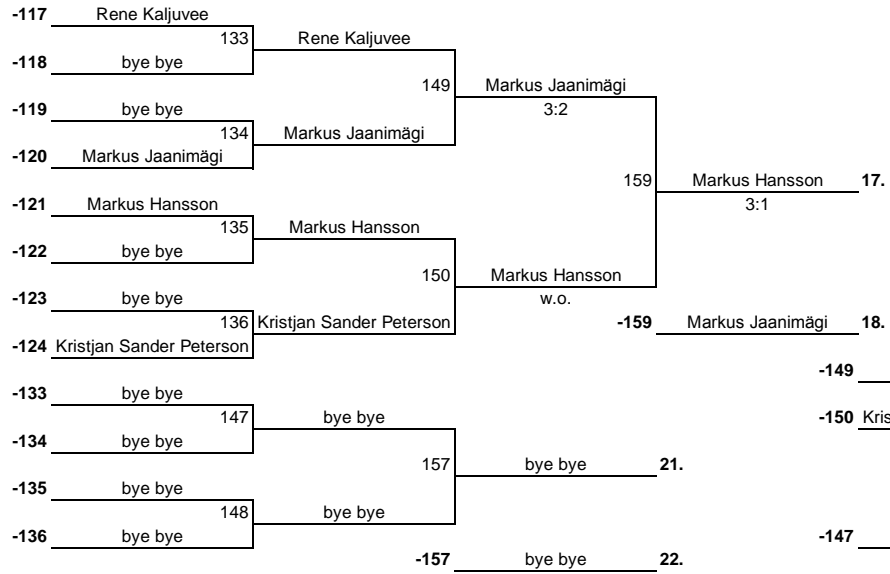 -117 Rene Kaljuvee
133 Rene Kaljuvee
-118 bye bye
149 Markus Jaanimägi
3:2
-119 bye bye
134 Markus Jaanimägi
-120 Markus Jaanimägi
159 Markus Hansson 17.
3:1
-121 Markus Hansson
135 Markus Hansson
-122 bye bye
150 Markus Hansson
w.o.
-123 bye bye
136 Kristjan Sander Peterson
-159 Markus Jaanimägi 18.
-124 Kristjan Sander Peterson
-149
-133 bye bye
147 bye bye
-150 Kris
-134 bye bye
157 bye bye 21.
-135 bye bye
148 bye bye
-136 bye bye
-147
-157 bye bye 22.